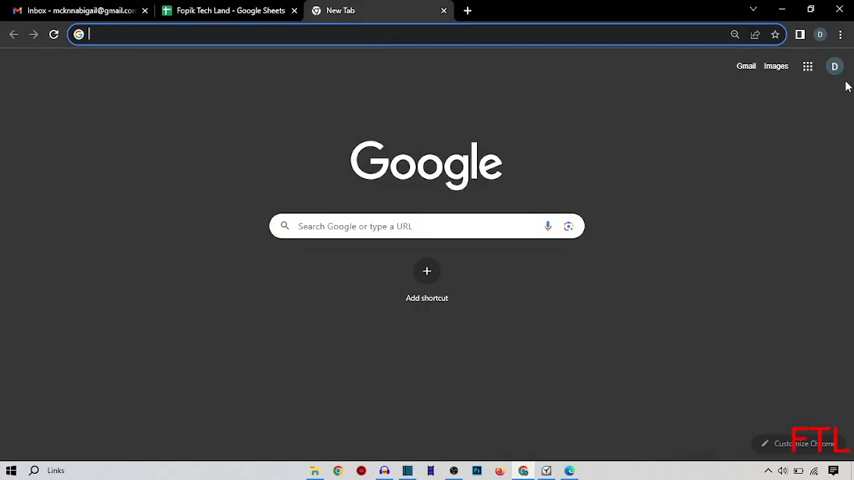 Inbox - mcknnabigail@gmail.com
Fopik Tech Land - Google Sheets
New Tab
D
Gmail
Images
D
Google
Search Google or type a URL
Add shortcut
Customize Chrome
FTL
Links